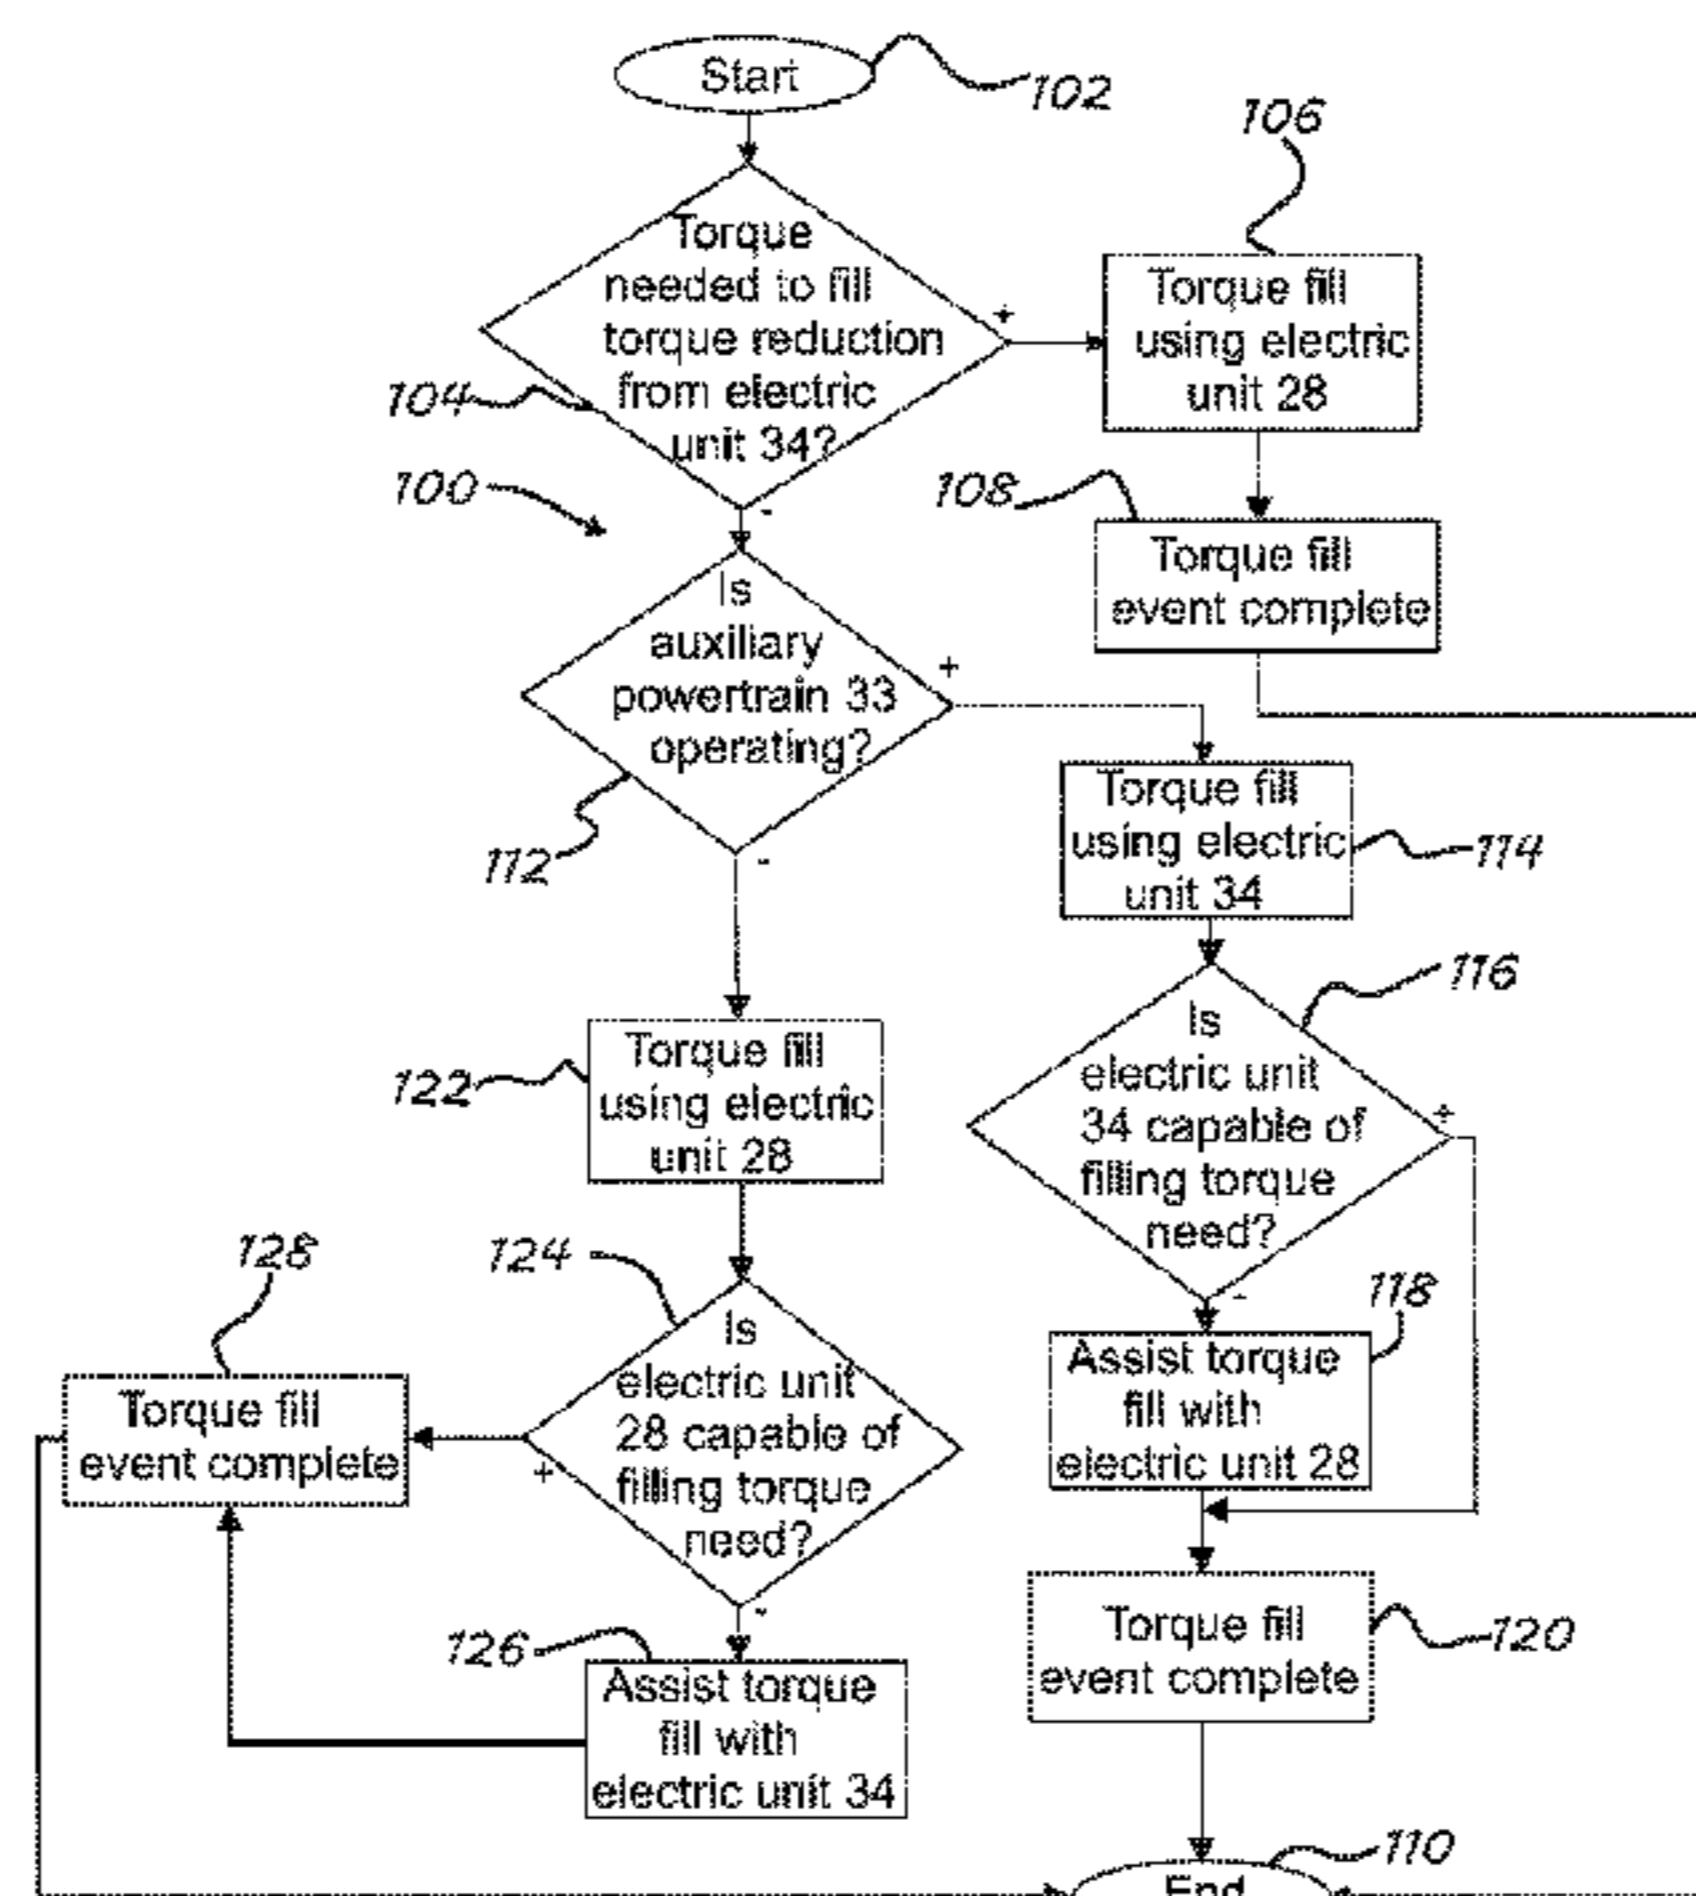 Start
102
106
Torque
needed to fill
torque reduction
from electric
unit 34?
+
-
104
Torque fill
using electric
unit 28
100
108
Torque fill
event complete
Is
auxiliary
powertrain 33
operating?
+
-
112
Torque fill
using electric
unit 34
114
116
Is
electric unit
34 capable of
filling torque
need?
+
-
Torque fill
using electric
unit 28
122
118
Assist torque
fill with
electric unit 28
128
124
Is
electric unit
28 capable of
filling torque
need?
+
-
Torque fill
event complete
Torque fill
event complete
120
126
Assist torque
fill with
electric unit 34
110
End